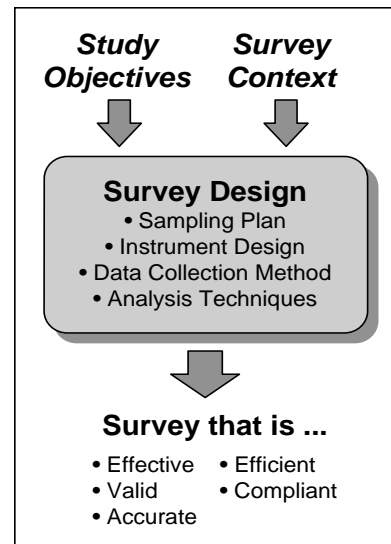 Study Objectives
Survey Context
Survey Design
• Sampling Plan
• Instrument Design
• Data Collection Method
• Analysis Techniques
Survey that is ...
• Effective • Efficient
• Valid • Compliant
• Accurate